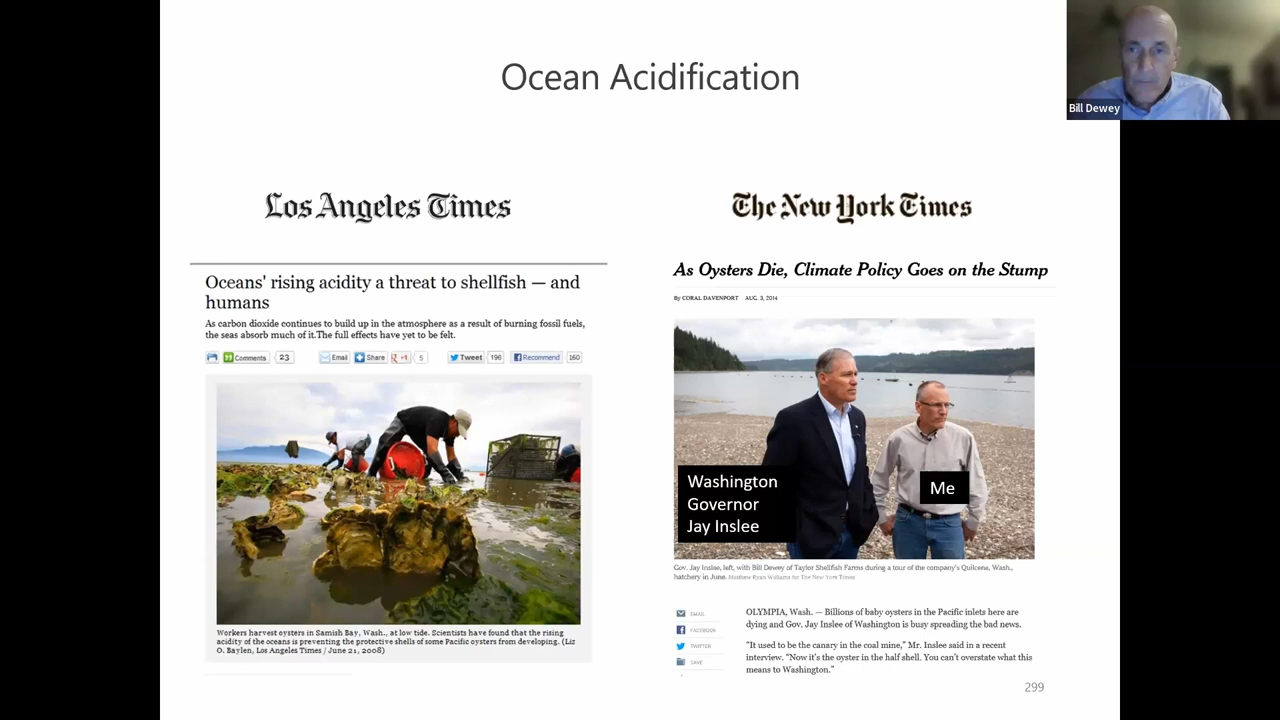 Ocean Acidification
Bill Dewey
Los Angeles Times
Oceans' rising acidity a threat to shellfish — and
humans
As carbon dioxide continues to build up in the atmosphere as a result of burning fossil fuels,
the seas absorb much of it.The full effects have yet to be felt.
Comments 23 Email Share +1 5 Tweet 196 Recommend 160
Workers harvest oysters in Samish Bay, Wash., at low tide. Scientists have found that the rising
acidity of the oceans is preventing the protective shells of some Pacific oysters from developing. (Liz
O. Baylen, Los Angeles Times / June 21, 2008)
The New York Times
As Oysters Die, Climate Policy Goes on the Stump
By CORAL DAVENPORT AUG. 3, 2014
Washington
Governor
Jay Inslee
Me
Gov. Jay Inslee, left, with Bill Dewey of Taylor Shellfish Farms during a tour of the company's Quilcene, Wash.,
hatchery in June. Matthew Ryan Williams for The New York Times
EMAIL
FACEBOOK
TWITTER
SAVE
OLYMPIA, Wash. — Billions of baby oysters in the Pacific inlets here are
dying and Gov. Jay Inslee of Washington is busy spreading the bad news.
"It used to be the canary in the coal mine," Mr. Inslee said in a recent
interview. "Now it's the oyster in the half shell. You can't overstate what this
means to Washington."
299